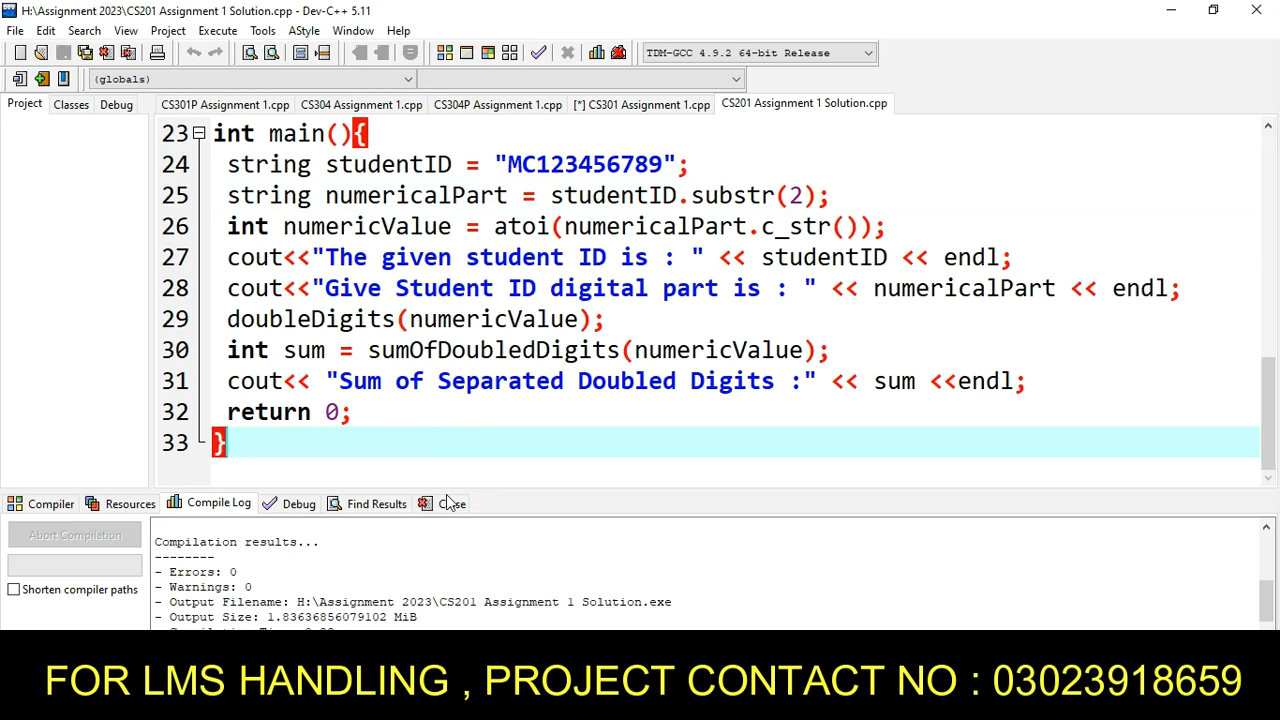 H:\Assignment 2023\CS201 Assignment 1 Solution.cpp - Dev-C++ 5.11
File Edit Search View Project Execute Tools AStyle Window Help
TDM-GCC 4.9.2 64-bit Release
(globals)
Project Classes Debug CS301P Assignment 1.cpp CS304 Assignment 1.cpp CS304P Assignment 1.cpp [*] CS301 Assignment 1.cpp CS201 Assignment 1 Solution.cpp
23 int main(){
24 string studentID = "MC123456789";
25 string numericalPart = studentID.substr(2);
26 int numericValue = atoi(numericalPart.c_str());
27 cout<<"The given student ID is : " << studentID << endl;
28 cout<<"Give Student ID digital part is : " << numericalPart << endl;
29 doubleDigits(numericValue);
30 int sum = sumOfDoubledDigits(numericValue);
31 cout<< "Sum of Separated Doubled Digits :" << sum <<endl;
32 return 0;
33 }
Compiler Resources Compile Log Debug Find Results Close
Abort Compilation
Shorten compiler paths
Compilation results...
--------
- Errors: 0
- Warnings: 0
- Output Filename: H:\Assignment 2023\CS201 Assignment 1 Solution.exe
- Output Size: 1.83636856079102 MiB
FOR LMS HANDLING , PROJECT CONTACT NO : 03023918659